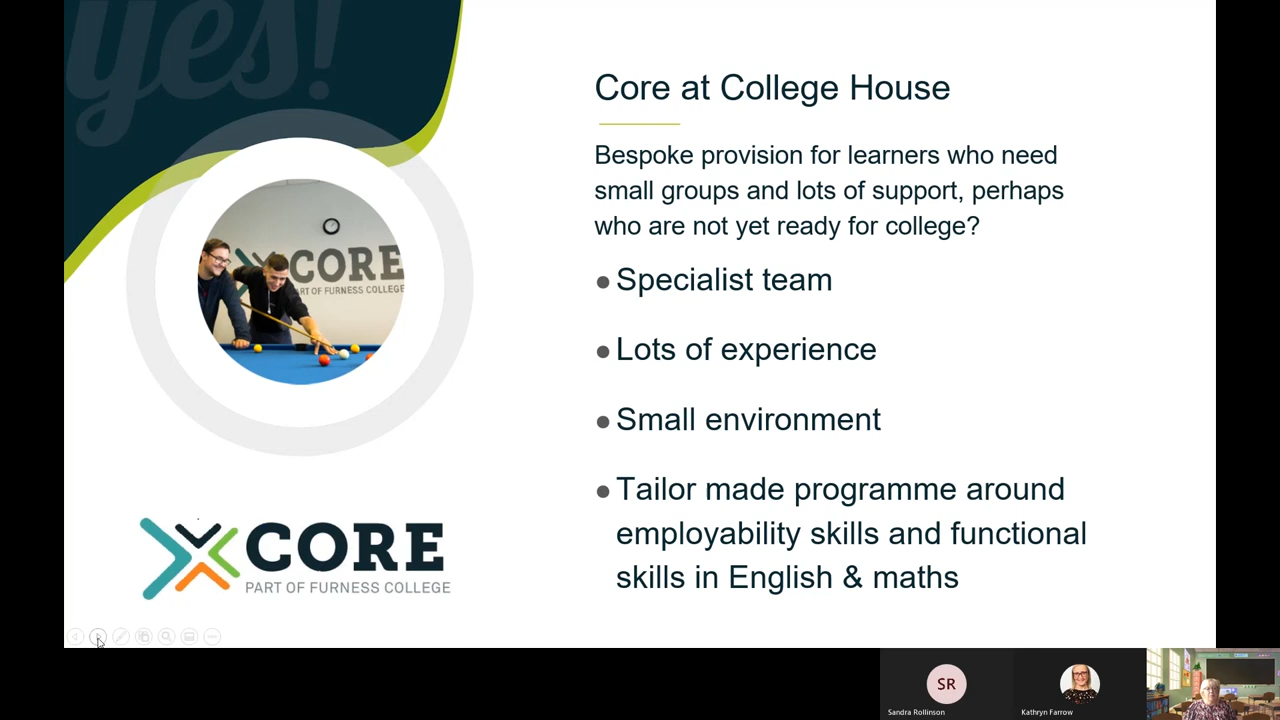 yes!
Core at College House
Bespoke provision for learners who need
small groups and lots of support, perhaps
who are not yet ready for college?
Specialist team
Lots of experience
Small environment
Tailor made programme around
employability skills and functional
skills in English & maths
CORE
PART OF FURNESS COLLEGE
CORE
PART OF FURNESS COLLEGE
SR
Sandra Rollinson
Kathryn Farrow